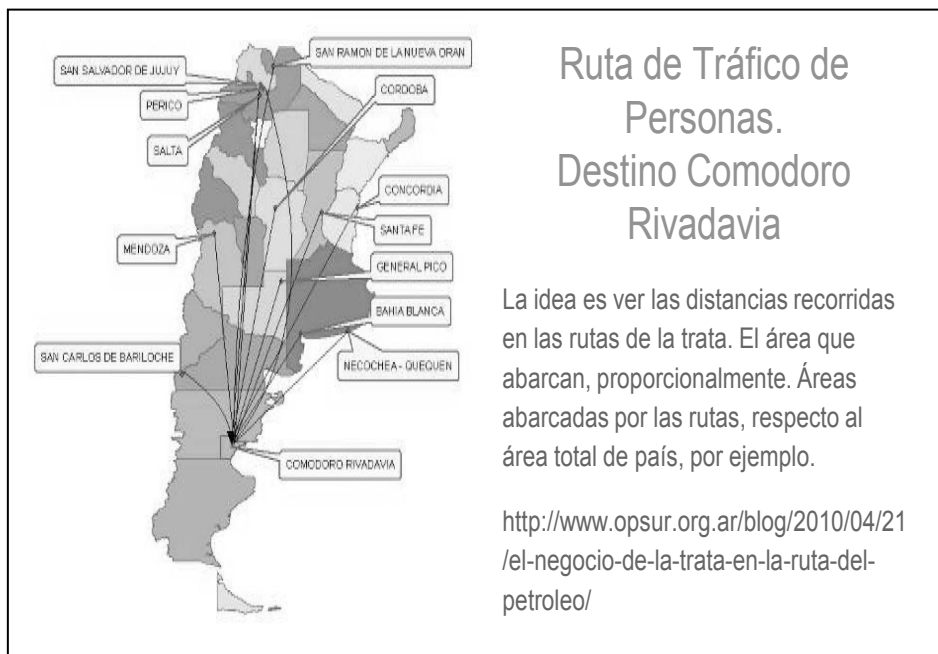 SAN RAMON DE LA NUEVA ORAN
SAN SALVADOR DE JUJUY
CORDOBA
PERICO
SALTA
CONCORDIA
SANTA FE
MENDOZA
GENERAL PICO
BAHIA BLANCA
SAN CARLOS DE BARILOCHE
NECOCHEA - QUEQUEN
COMODORO RIVADAVIA
Ruta de Tráfico de
Personas.
Destino Comodoro
Rivadavia
La idea es ver las distancias recorridas
en las rutas de la trata. El área que
abarcan, proporcionalmente. Áreas
abarcadas por las rutas, respecto al
área total de país, por ejemplo.
http://www.opsur.org.ar/blog/2010/04/21
/el-negocio-de-la-trata-en-la-ruta-del-
petroleo/